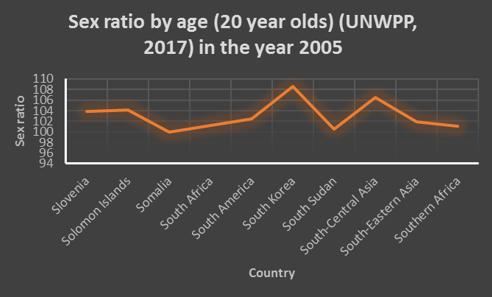 Sex ratio by age (20 year olds) (UNWPP,
2017) in the year 2005
Sex ratio
110
108
106
104
102
100
98
96
94
Slovenia
Solomon Islands
Somalia
South Africa
South America
South Korea
South Sudan
South-Central Asia
South-Eastern Asia
Southern Africa
Country